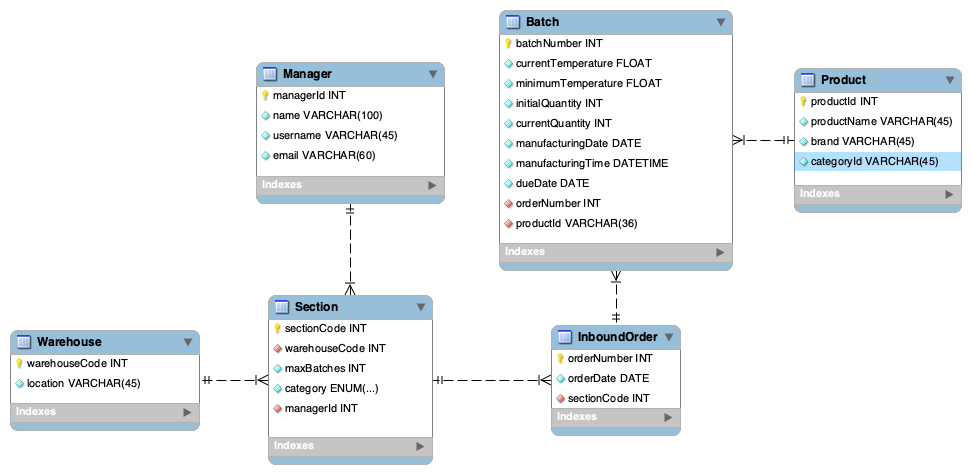 Batch
batchNumber INT
currentTemperature FLOAT
minimumTemperature FLOAT
initialQuantity INT
currentQuantity INT
manufacturingDate DATE
manufacturingTime DATETIME
dueDate DATE
orderNumber INT
productId VARCHAR(36)
Indexes
Manager
managerId INT
name VARCHAR(100)
username VARCHAR(45)
email VARCHAR(60)
Indexes
Product
productId INT
productName VARCHAR(45)
brand VARCHAR(45)
categoryId VARCHAR(45)
Indexes
Section
sectionCode INT
warehouseCode INT
maxBatches INT
category ENUM(...)
managerId INT
Indexes
Warehouse
warehouseCode INT
location VARCHAR(45)
Indexes
InboundOrder
orderNumber INT
orderDate DATE
sectionCode INT
Indexes